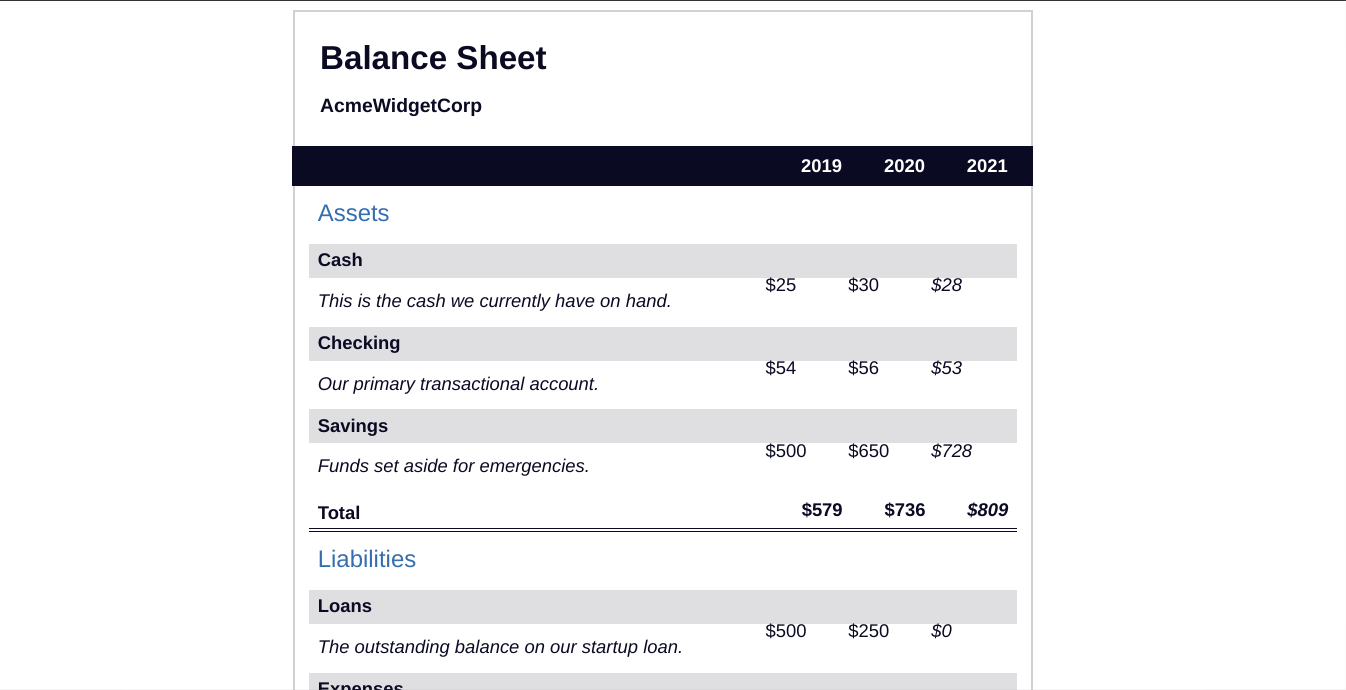 Balance Sheet
AcmeWidgetCorp
2019 2020 2021
Assets
Cash
$25 $30 $28
This is the cash we currently have on hand.
Checking
$54 $56 $53
Our primary transactional account.
Savings
$500 $650 $728
Funds set aside for emergencies.
Total $579 $736 $809
Liabilities
Loans
$500 $250 $0
The outstanding balance on our startup loan.
Expenses